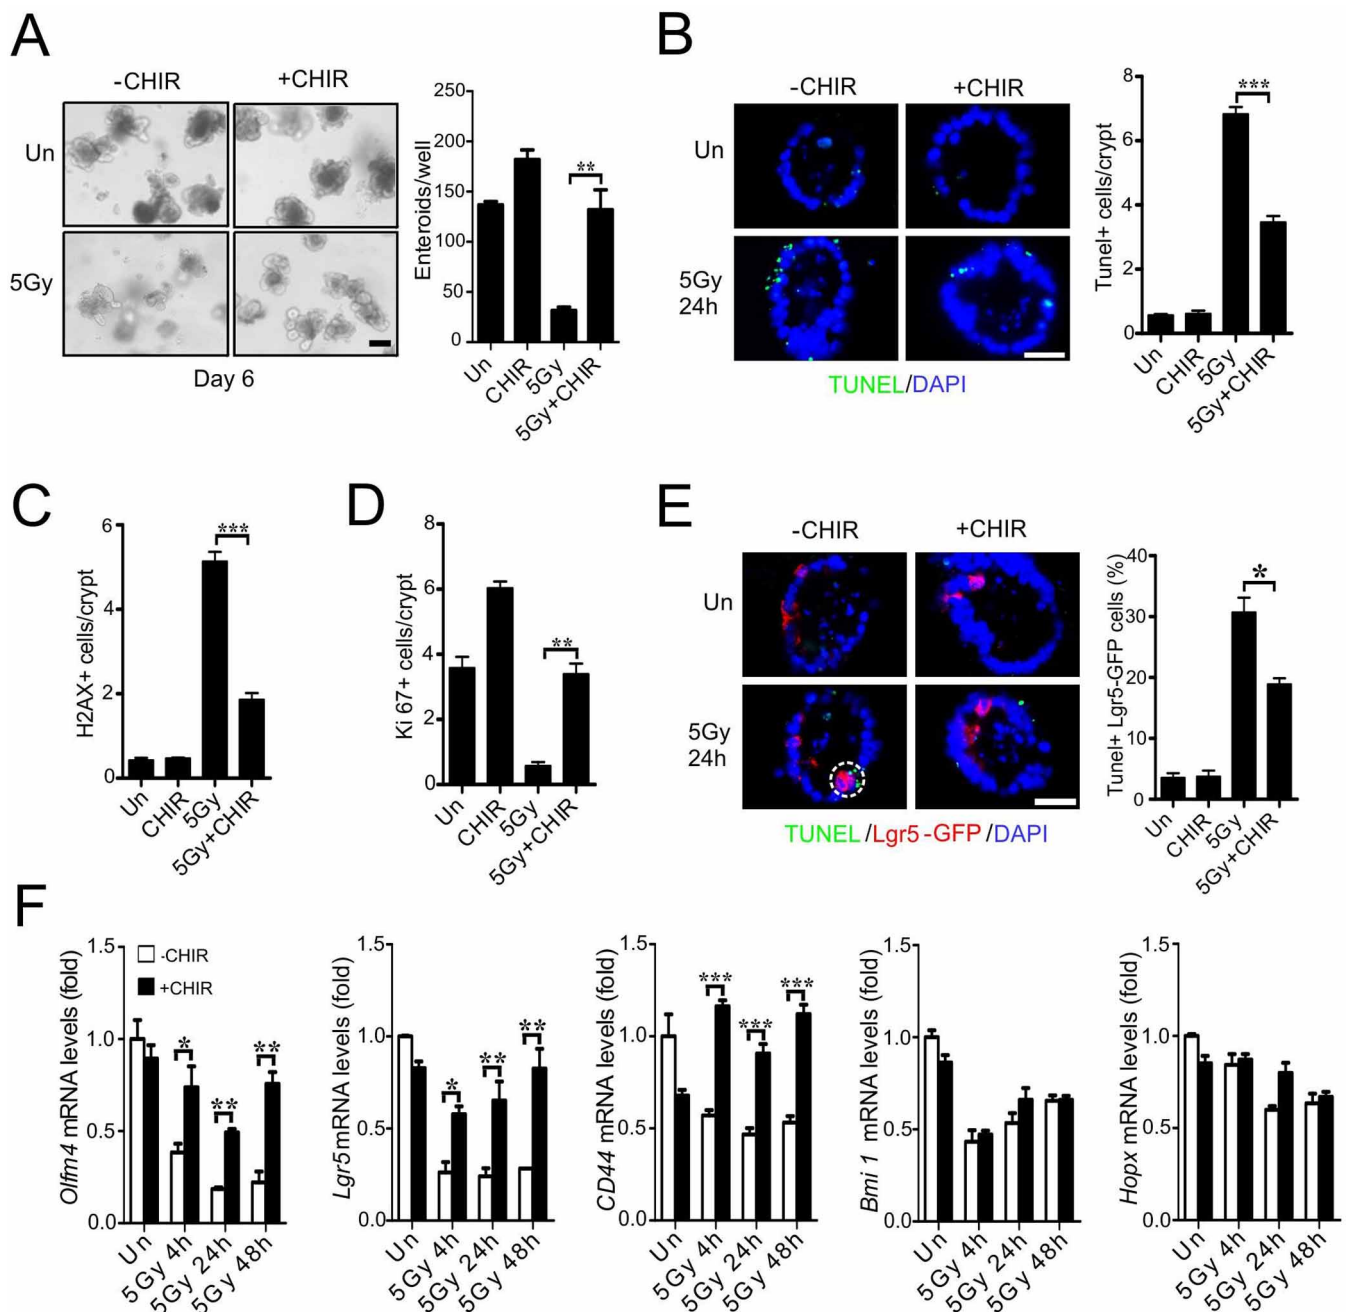 A
-CHIR
+CHIR
Un
5Gy
Day 6
Enteroids/well
250
200
150
100
50
0
**
Un
CHIR
5Gy
5Gy+CHIR
B
-CHIR
+CHIR
Un
5Gy
24h
TUNEL/DAPI
Tunel+ cells/crypt
8
6
4
2
0
***
Un
CHIR
5Gy
5Gy+CHIR
C
H2AX+ cells/crypt
6
4
2
0
***
Un
CHIR
5Gy
5Gy+CHIR
D
Ki 67+ cells/crypt
8
6
4
2
0
**
Un
CHIR
5Gy
5Gy+CHIR
E
-CHIR
+CHIR
Un
5Gy
24h
TUNEL /Lgr5 -GFP /DAPI
Tunel+ Lgr5-GFP cells (%)
40
30
20
10
0
*
Un
CHIR
5Gy
5Gy+CHIR
F
Olfm4 mRNA levels (fold)
1.5
1.0
0.5
0.0
-CHIR
+CHIR
*
**
**
Un
5Gy 4h
5Gy 24h
5Gy 48h
Lgr5 mRNA levels (fold)
1.5
1.0
0.5
0.0
*
**
**
Un
5Gy 4h
5Gy 24h
5Gy 48h
CD44 mRNA levels (fold)
1.5
1.0
0.5
0.0
***
***
***
Un
5Gy 4h
5Gy 24h
5Gy 48h
Bmi 1 mRNA levels (fold)
1.5
1.0
0.5
0.0
Un
5Gy 4h
5Gy 24h
5Gy 48h
Hopx mRNA levels (fold)
1.5
1.0
0.5
0.0
Un
5Gy 4h
5Gy 24h
5Gy 48h